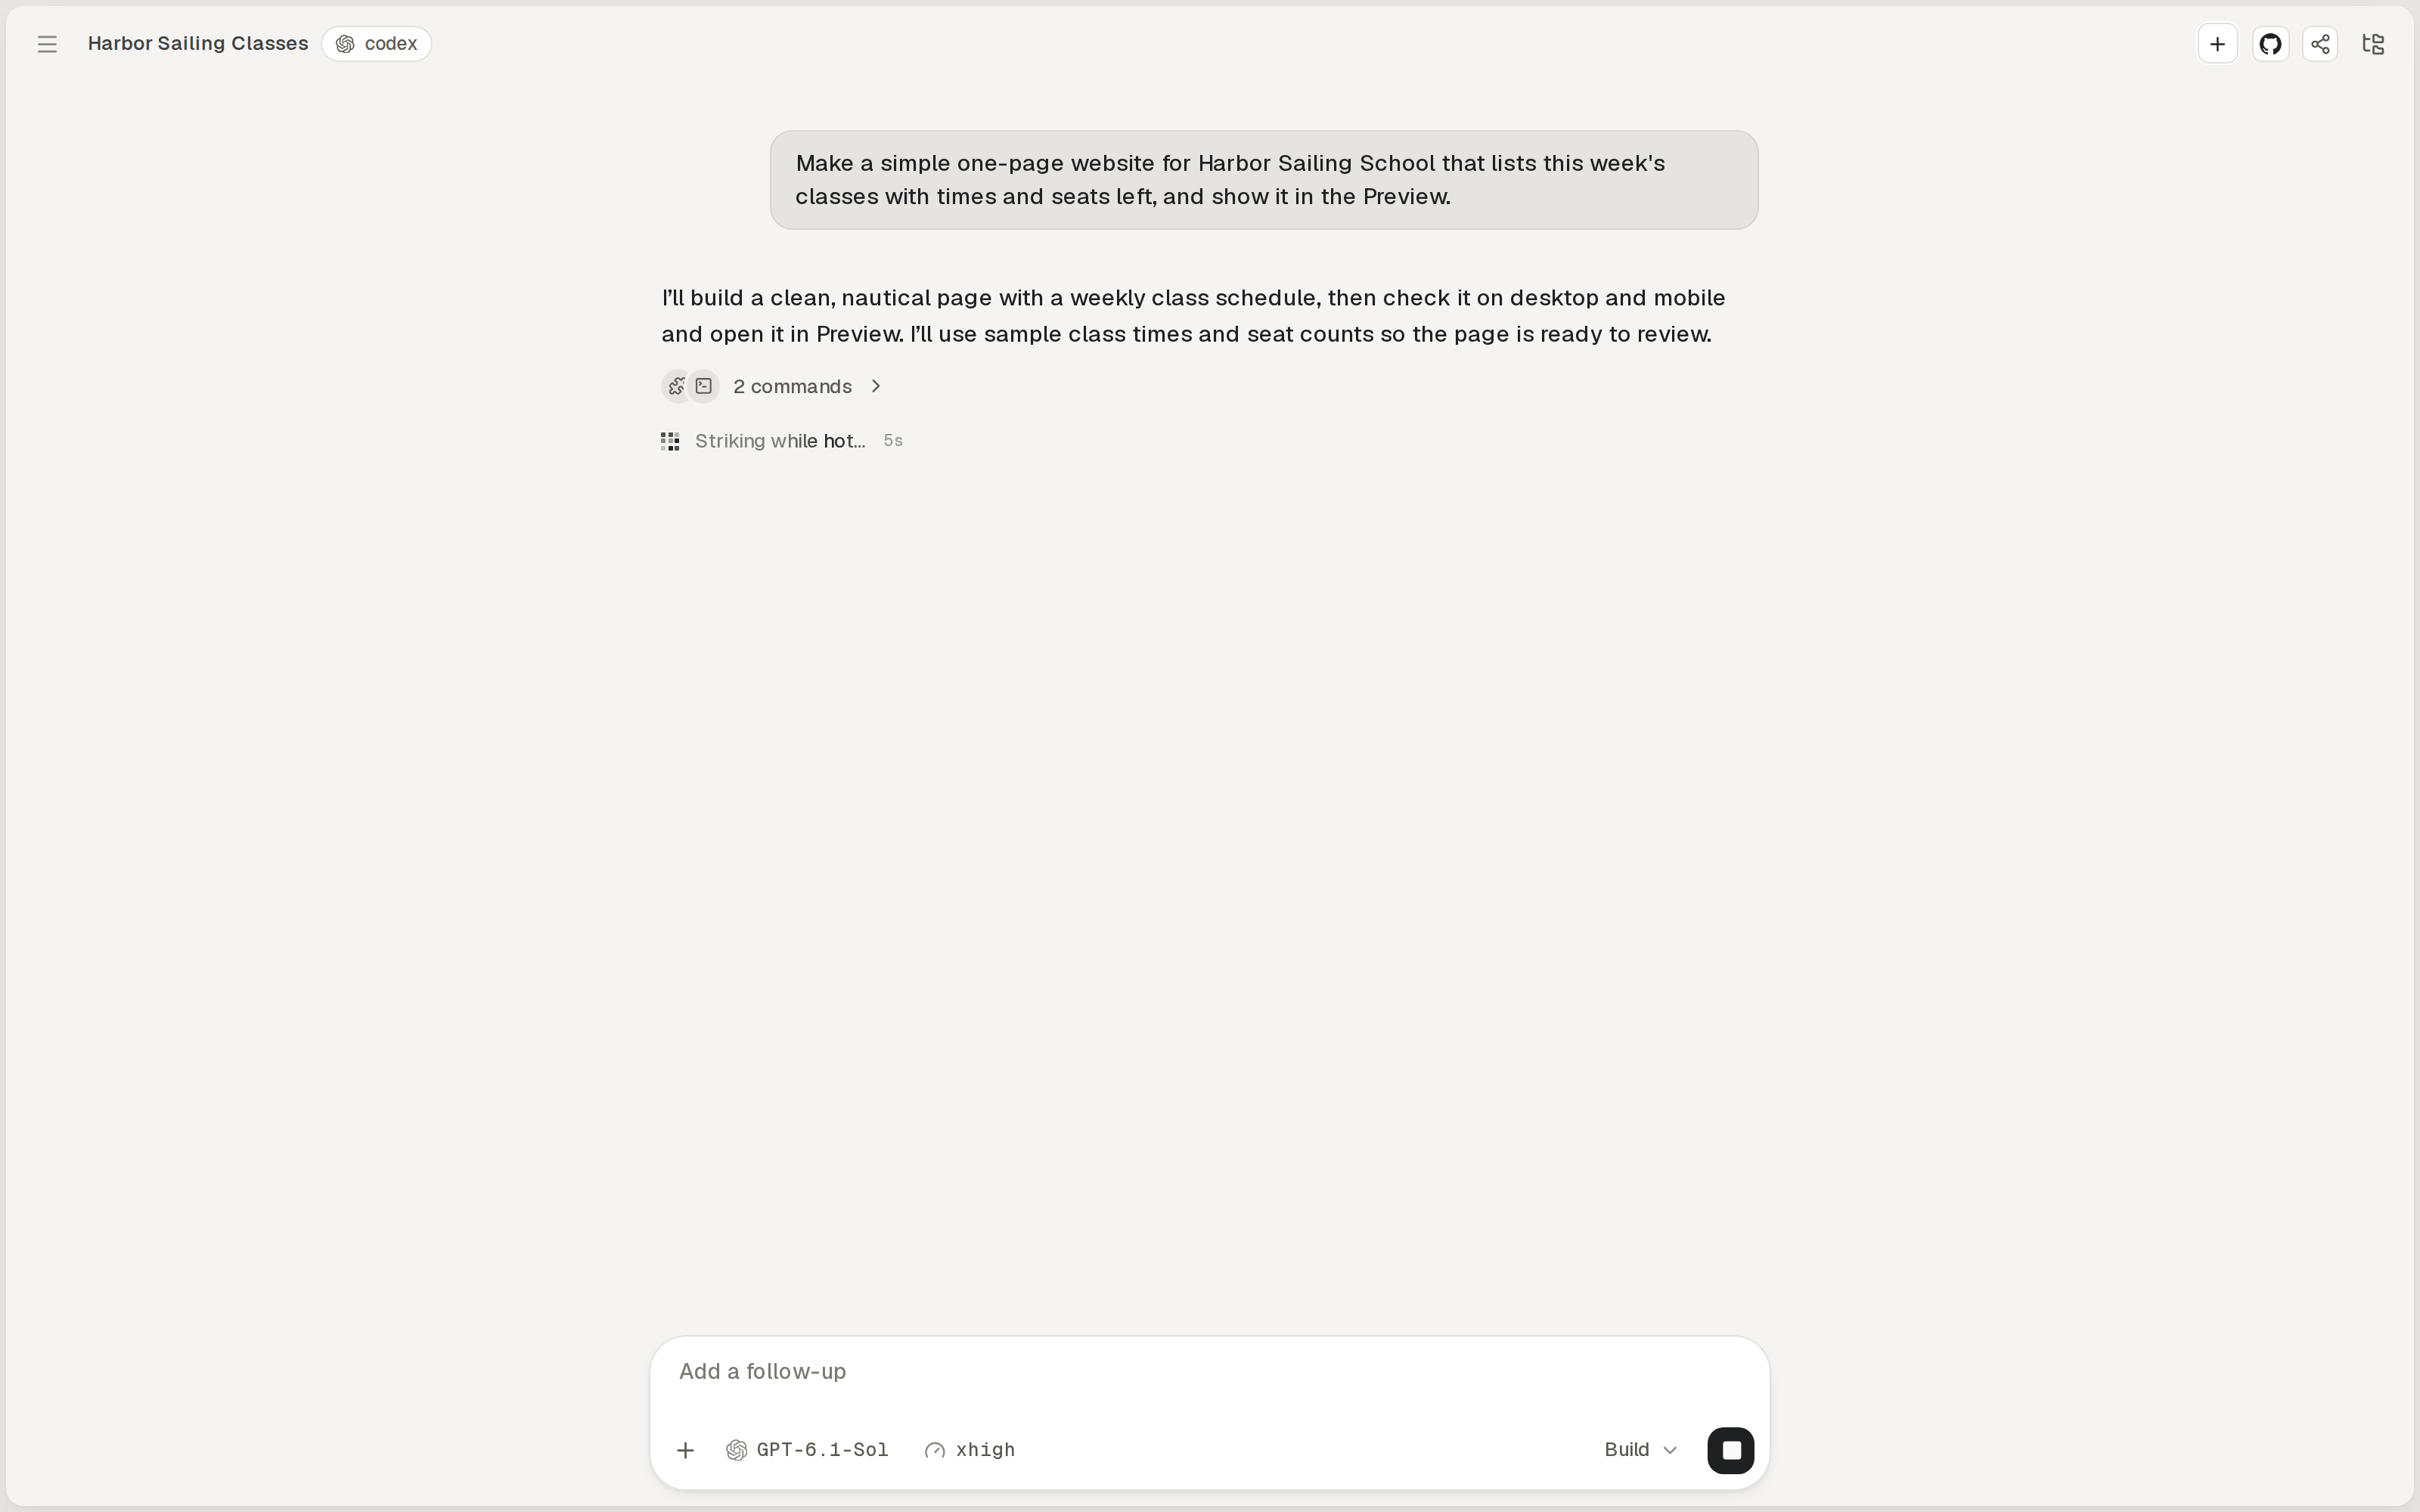 Harbor Sailing Classes
codex
Make a simple one-page website for Harbor Sailing School that lists this week's
classes with times and seats left, and show it in the Preview.
I’ll build a clean, nautical page with a weekly class schedule, then check it on desktop and mobile
and open it in Preview. I’ll use sample class times and seat counts so the page is ready to review.
2 commands
Striking while hot... 5s
Add a follow-up
GPT-6.1-Sol
xhigh
Build